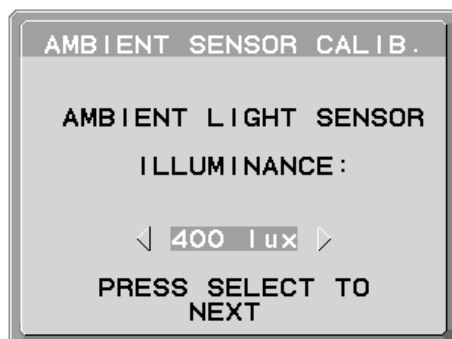 AMBIENT SENSOR CALIB.
AMBIENT LIGHT SENSOR
ILLUMINANCE:
400 lux
PRESS SELECT TO
NEXT